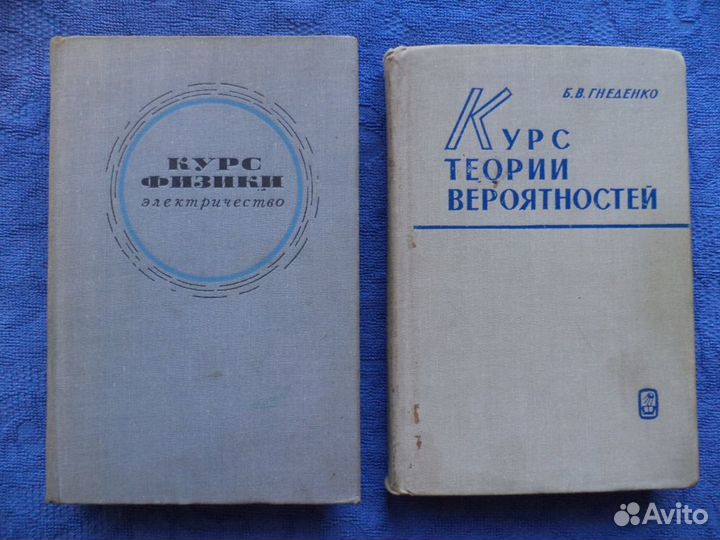 КУРС
ФИЗИКИ
электричество
Б.В.ГНЕДЕНКО
КУРС
ТЕОРИИ
ВЕРОЯТНОСТЕЙ
Avito